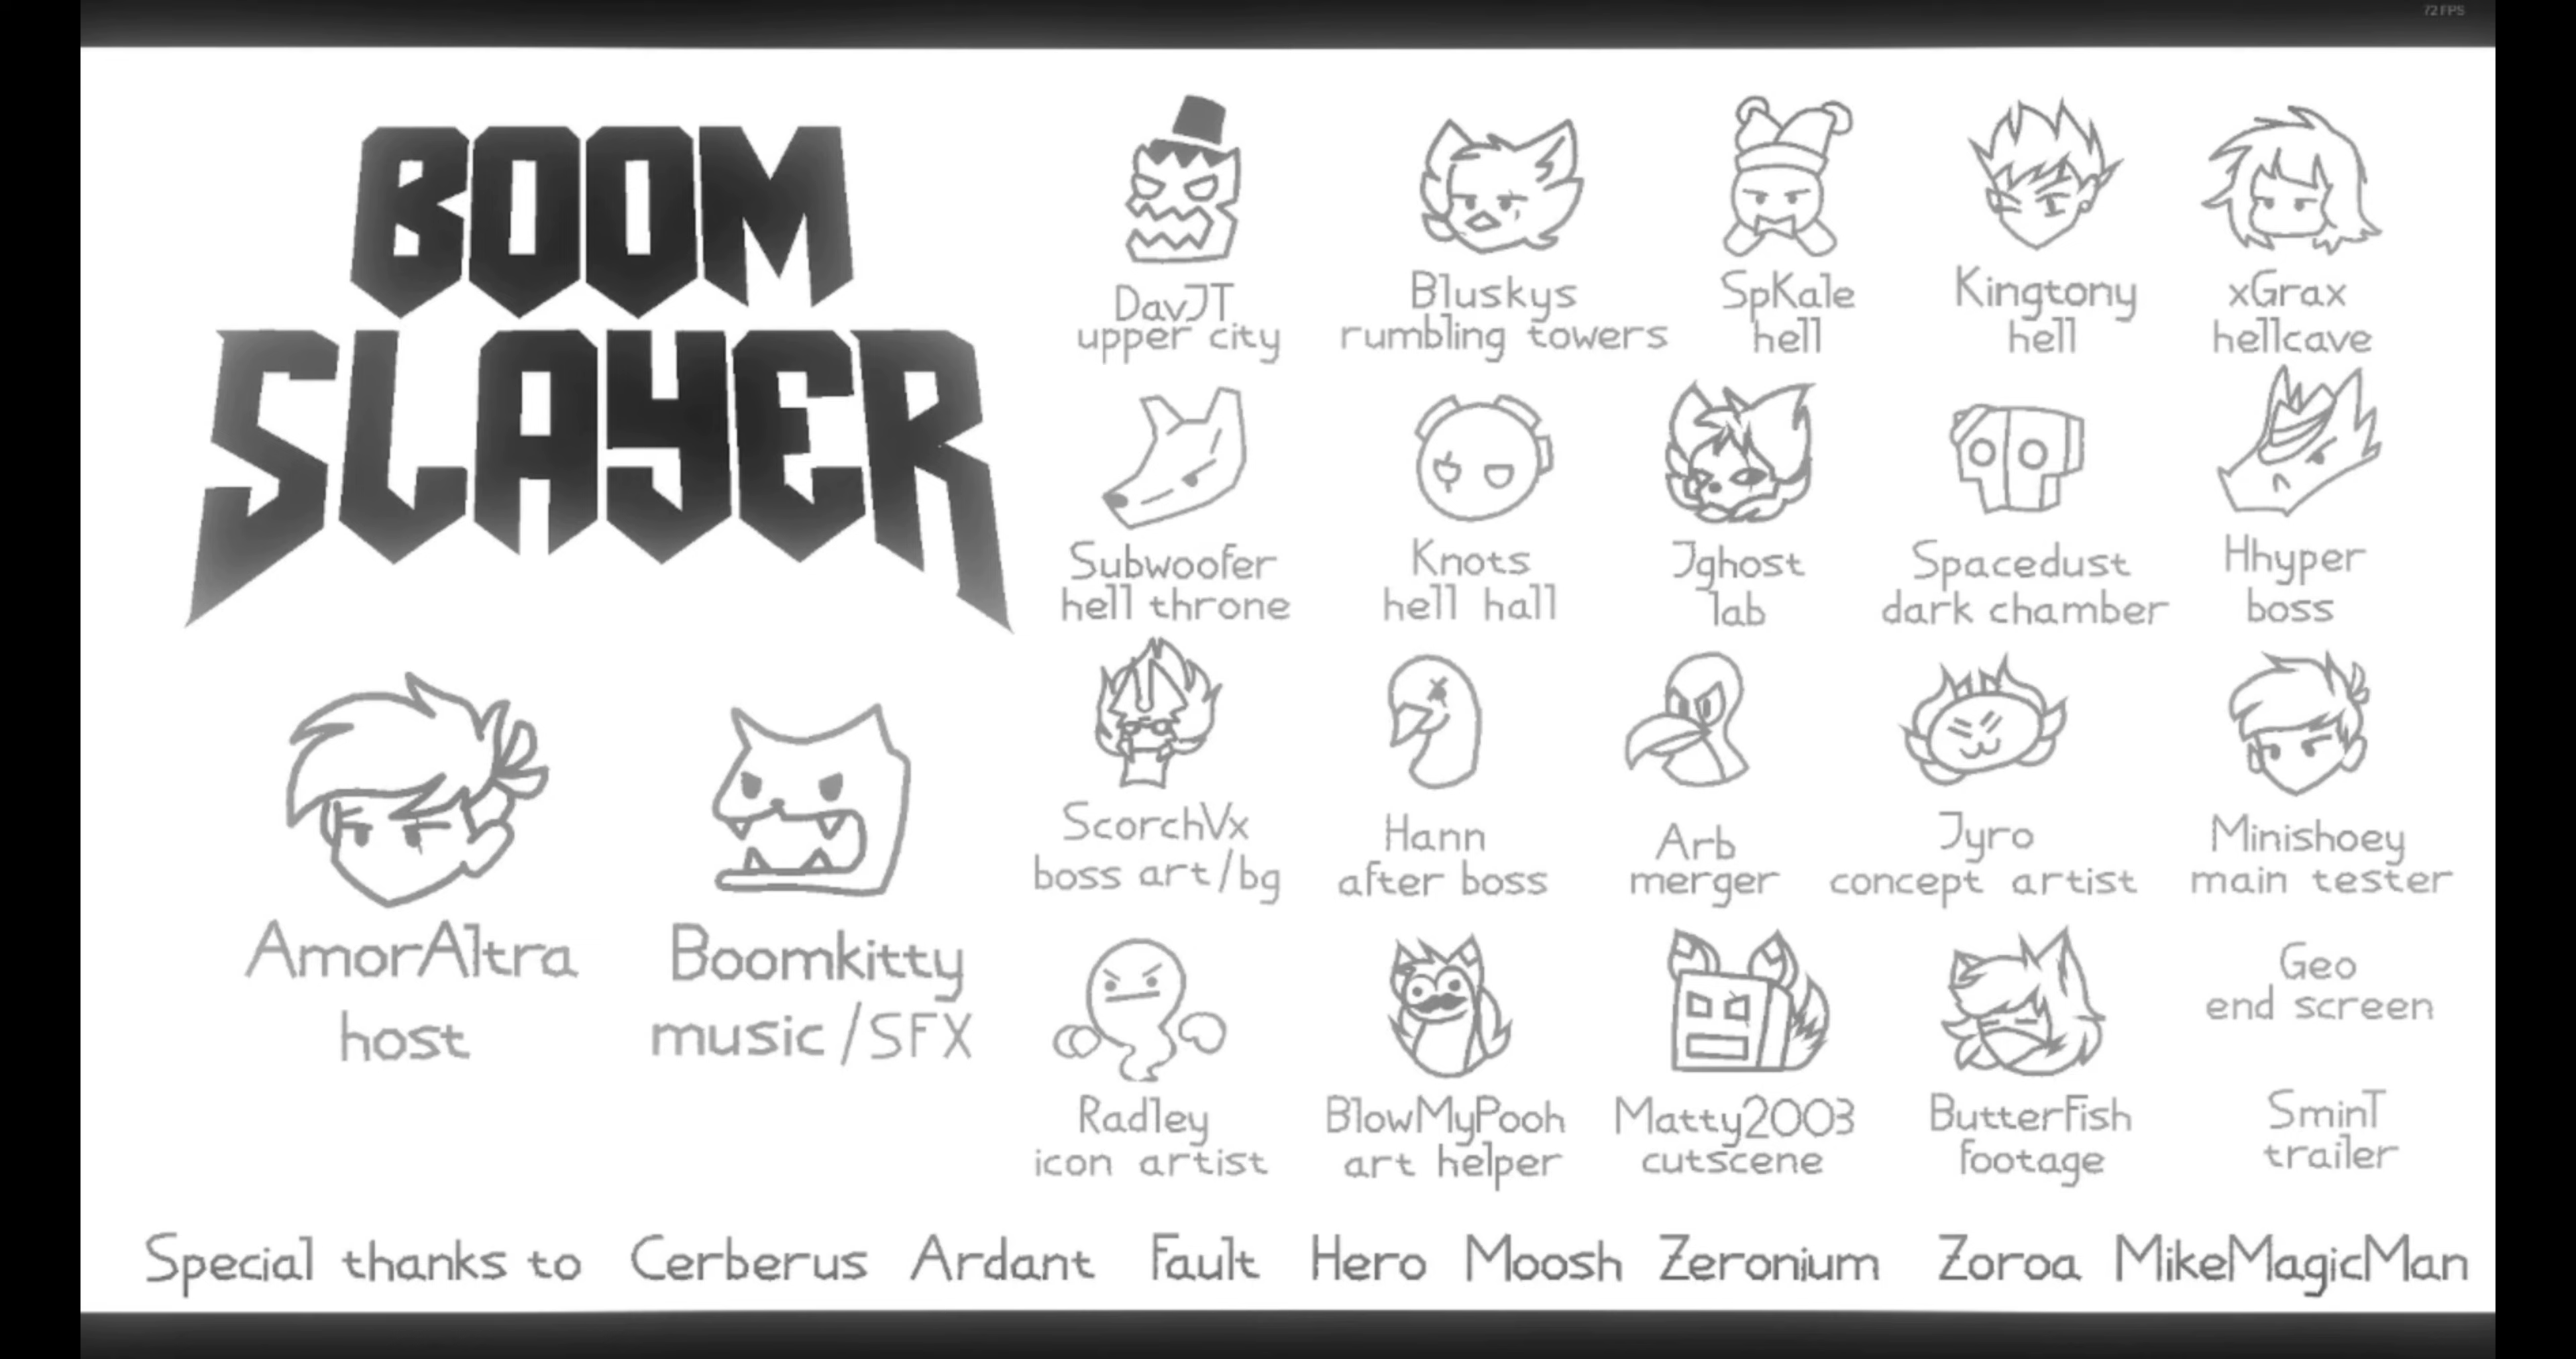 72 FPS
BOOM
SLAYER
DavJT
upper city
Bluskys
rumbling towers
SpKale
hell
Kingtony
hell
xGrax
hellcave
Subwoofer
hell throne
Knots
hell hall
Jghost
lab
Spacedust
dark chamber
Hhyper
boss
AmorAltra
host
Boomkitty
music/SFX
ScorchVx
boss art/bg
Hann
after boss
Arb
merger
Jyro
concept artist
Minishoey
main tester
Radley
icon artist
BlowMyPooh
art helper
Matty2003
cutscene
ButterFish
footage
Geo
end screen
SminT
trailer
Special thanks to Cerberus Ardant Fault Hero Moosh Zeronium Zoroa MikeMagicMan